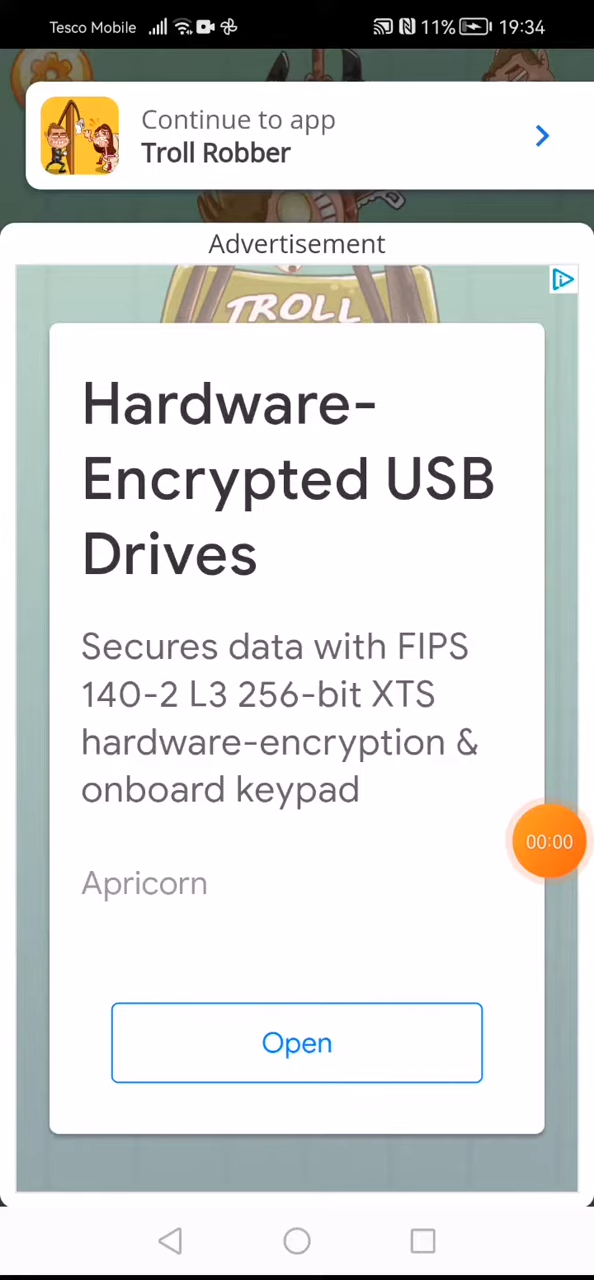 Tesco Mobile 11% 19:34
Continue to app
Troll Robber
Advertisement
TROLL
Hardware-
Encrypted USB
Drives
Secures data with FIPS
140-2 L3 256-bit XTS
hardware-encryption &
onboard keypad
00:00
Apricorn
Open